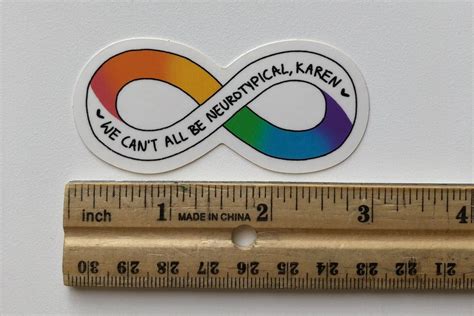 WE CAN'T ALL BE NEUROTYPICAL, KAREN
inch 1 MADE IN CHINA 2 3 4
30 29 28 27 26 25 24 23 22 21 20